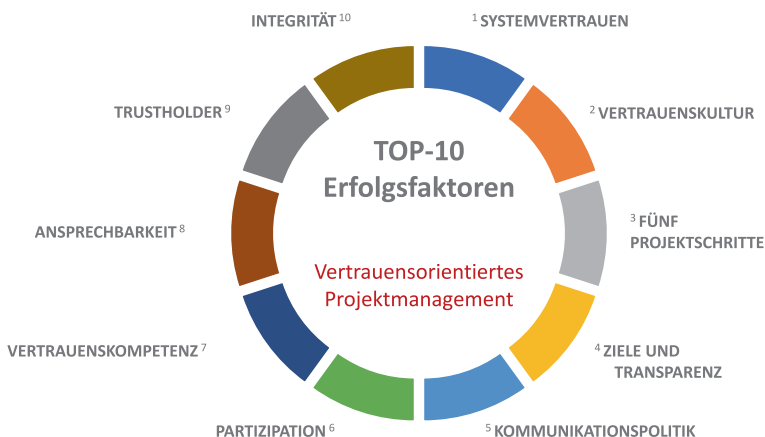 INTEGRITÄT 10
1 SYSTEMVERTRAUEN
TRUSTHOLDER 9
2 VERTRAUENSKULTUR
TOP-10
Erfolgsfaktoren
ANSPRECHBARKEIT 8
3 FÜNF
PROJEKTSCHRITTE
Vertrauensorientiertes
Projektmanagement
VERTRAUENSKOMPETENZ 7
4 ZIELE UND
TRANSPARENZ
PARTIZIPATION 6
5 KOMMUNIKATIONSPOLITIK